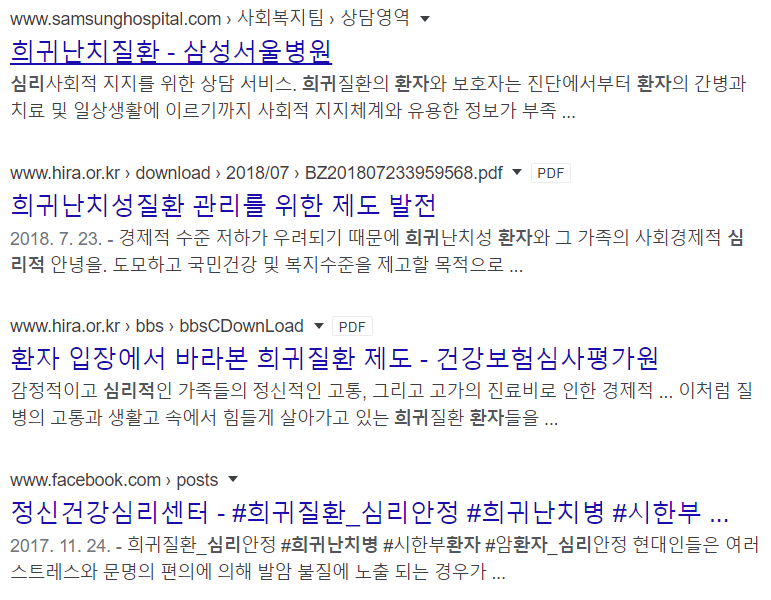 www.samsunghospital.com › 사회복지팀 › 상담영역
희귀난치질환 - 삼성서울병원
심리사회적 지지를 위한 상담 서비스. 희귀질환의 환자와 보호자는 진단에서부터 환자의 간병과
치료 및 일상생활에 이르기까지 사회적 지지체계와 유용한 정보가 부족 ...
www.hira.or.kr › download › 2018/07 › BZ201807233959568.pdf PDF
희귀난치성질환 관리를 위한 제도 발전
2018. 7. 23. - 경제적 수준 저하가 우려되기 때문에 희귀난치성 환자와 그 가족의 사회경제적 심
리적 안녕을. 도모하고 국민건강 및 복지수준을 제고할 목적으로 ...
www.hira.or.kr › bbs › bbsCDownLoad PDF
환자 입장에서 바라본 희귀질환 제도 - 건강보험심사평가원
감정적이고 심리적인 가족들의 정신적인 고통, 그리고 고가의 진료비로 인한 경제적 ... 이처럼 질
병의 고통과 생활고 속에서 힘들게 살아가고 있는 희귀질환 환자들을 ...
www.facebook.com › posts
정신건강심리센터 - #희귀질환_심리안정 #희귀난치병 #시한부 ...
2017. 11. 24. - 희귀질환_심리안정 #희귀난치병 #시한부환자 #암환자_심리안정 현대인들은 여러
스트레스와 문명의 편의에 의해 발암 불질에 노출 되는 경우가 ...